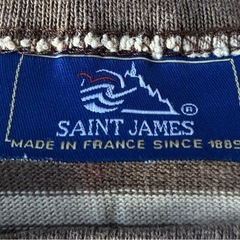 ®
SAINT JAMES
MADE IN FRANCE SINCE 1889